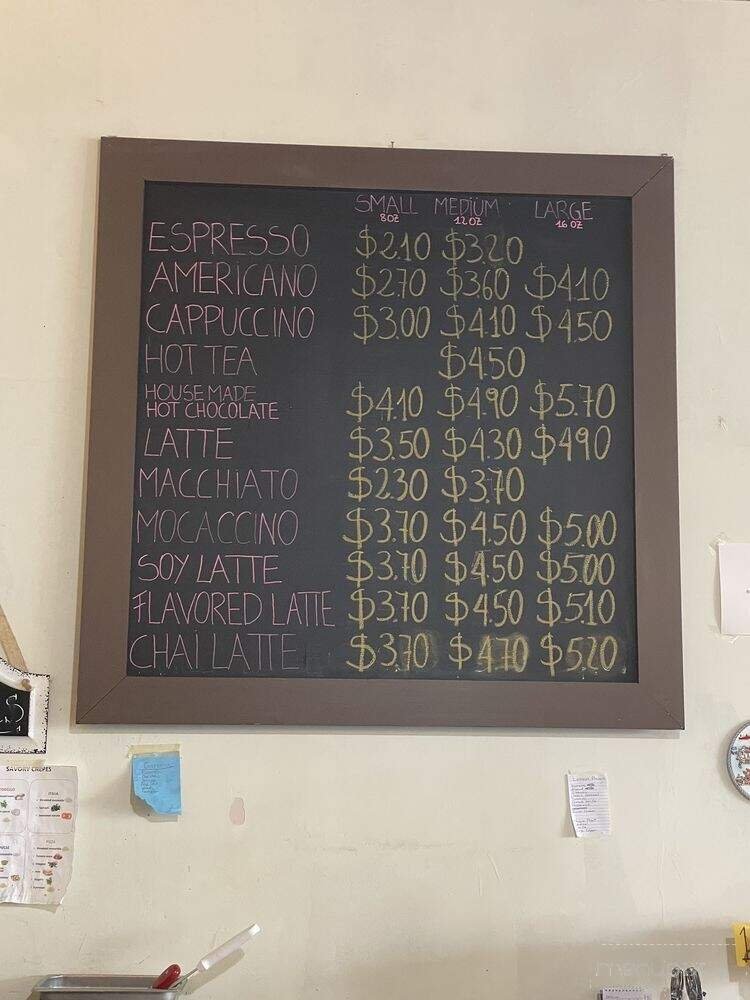 SMALL MEDIUM LARGE
8OZ 12OZ 16 OZ
ESPRESSO $2.10 $3.20
AMERICANO $2.70 $3.60 $4.10
CAPPUCCINO $3.00 $4.10 $4.50
HOT TEA $4.50
HOUSE MADE
HOT CHOCOLATE $4.10 $4.90 $5.70
LATTE $3.50 $4.30 $4.90
MACCHIATO $2.30 $3.70
MOCACCINO $3.70 $4.50 $5.00
SOY LATTE $3.70 $4.50 $5.00
FLAVORED LATTE $3.70 $4.50 $5.10
CHAI LATTE $3.70 $4.70 $5.20
SAVORY CREPES
ITALIA